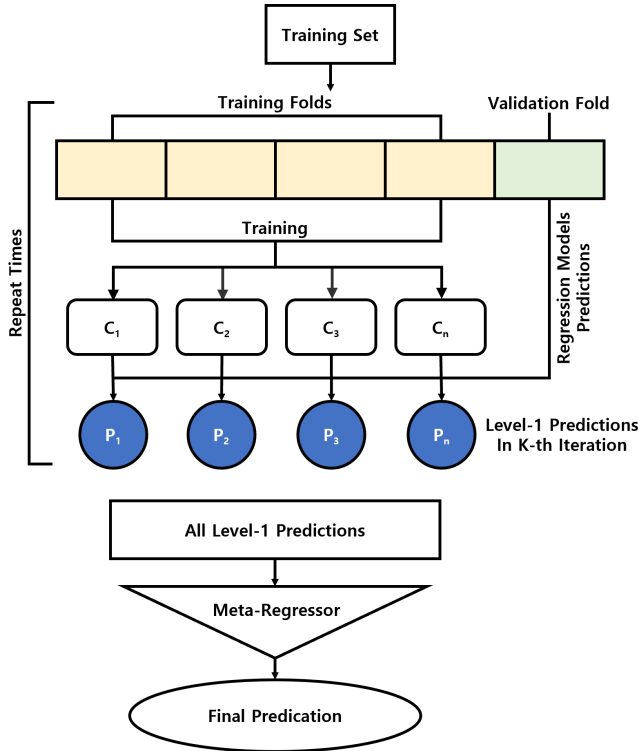 Training Set
Training Folds
Validation Fold
Training
Repeat Times
Regression Models
Predictions
C₁
C₂
C₃
Cₙ
P₁
P₂
P₃
Pₙ
Level-1 Predictions
In K-th Iteration
All Level-1 Predictions
Meta-Regressor
Final Predication